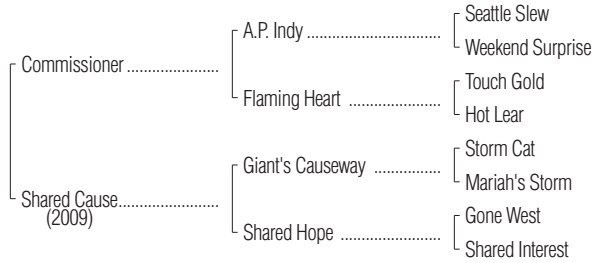 Seattle Slew
A.P. Indy
Weekend Surprise
Commissioner
Touch Gold
Flaming Heart
Hot Lear
Storm Cat
Giant's Causeway
Mariah's Storm
Shared Cause
(2009)
Gone West
Shared Hope
Shared Interest